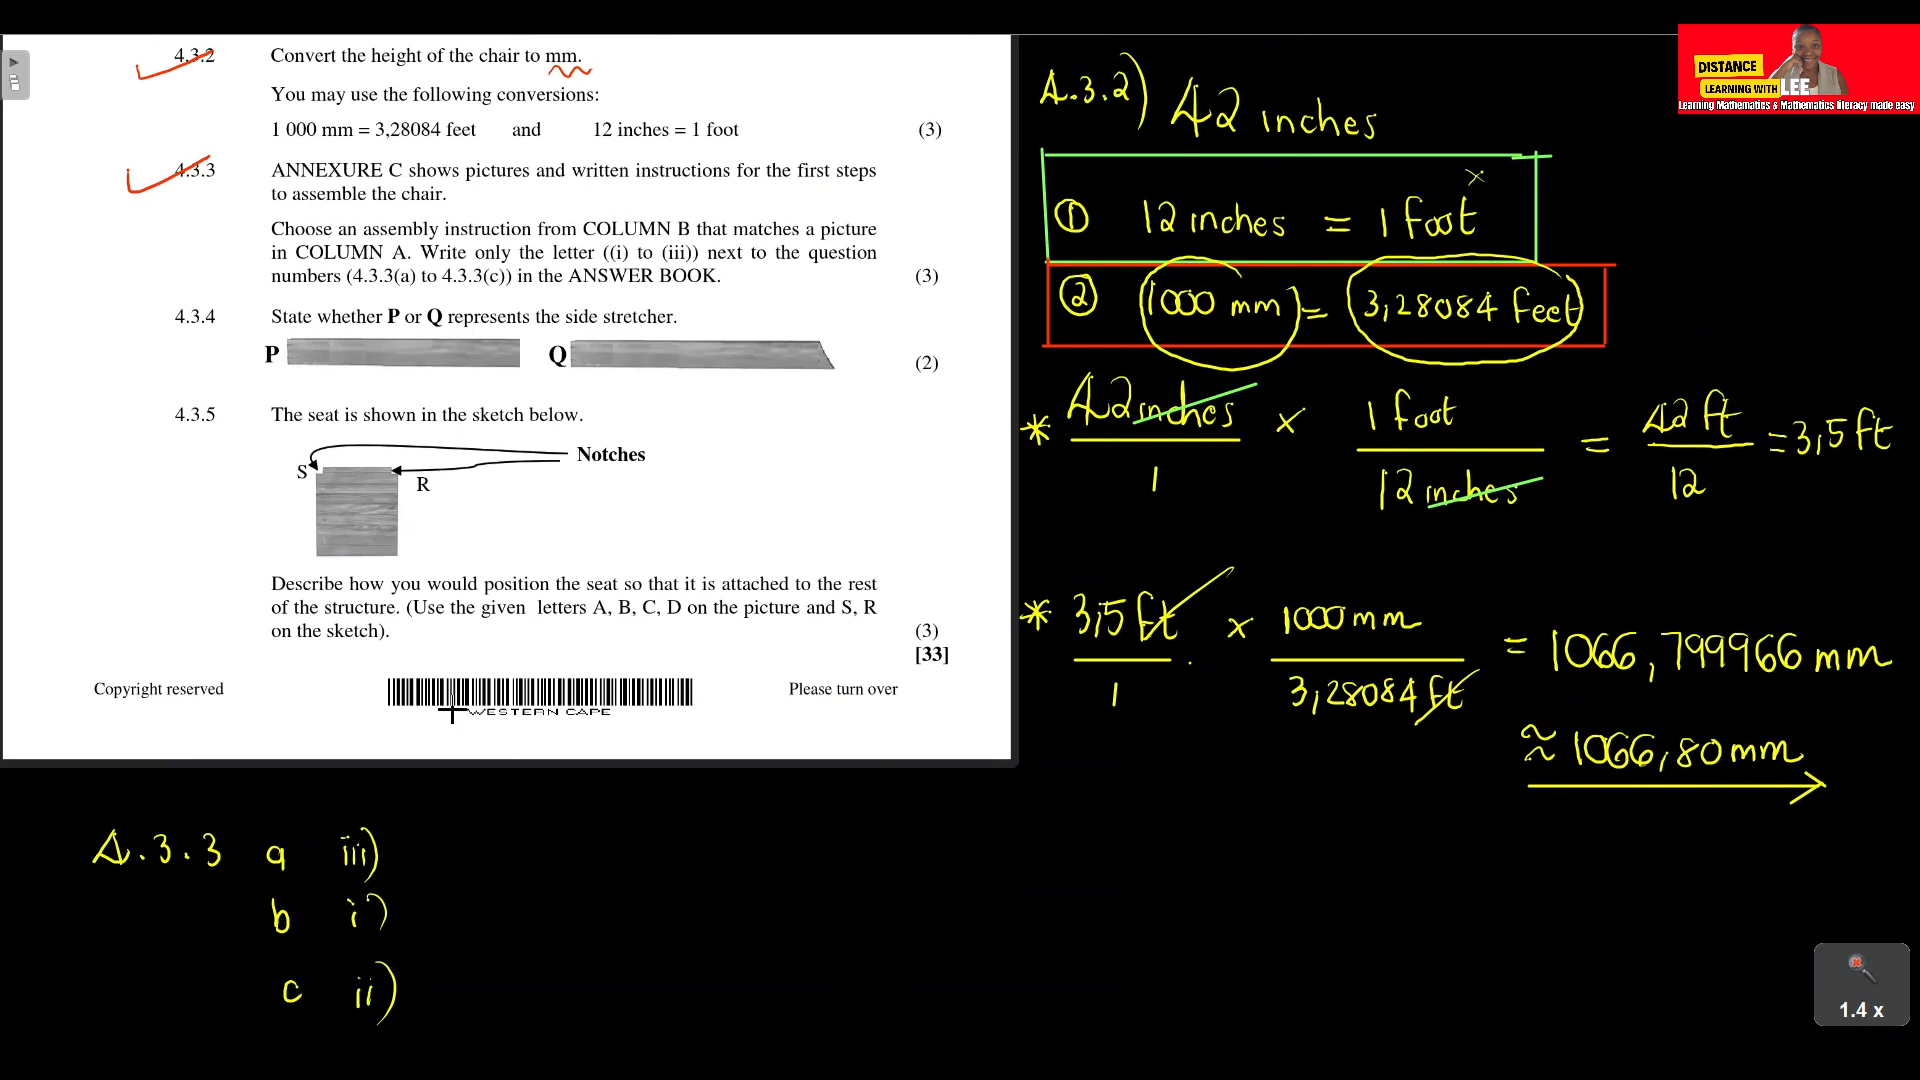 4.3.2 Convert the height of the chair to mm.
You may use the following conversions:
1 000 mm = 3,28084 feet and 12 inches = 1 foot (3)
4.3.3 ANNEXURE C shows pictures and written instructions for the first steps
to assemble the chair.
Choose an assembly instruction from COLUMN B that matches a picture
in COLUMN A. Write only the letter ((i) to (iii)) next to the question
numbers (4.3.3(a) to 4.3.3(c)) in the ANSWER BOOK. (3)
4.3.4 State whether P or Q represents the side stretcher.
P Q (2)
4.3.5 The seat is shown in the sketch below.
Notches
S
R
Describe how you would position the seat so that it is attached to the rest
of the structure. (Use the given letters A, B, C, D on the picture and S, R
on the sketch). (3)
[33]
Copyright reserved Please turn over
WESTERN CAPE
4.3.3 a iii)
b i)
c ii)
4.3.2) 42 inches
① 12 inches = 1 foot
x
② 1000 mm = 3,28084 feet
* 42 inches / 1 x 1 foot / 12 inches = 42 ft / 12 = 3,5 ft
* 3,5 ft / 1 x 1000 mm / 3,28084 ft = 1066,799966 mm
≈ 1066,80 mm
DISTANCE
LEARNING WITH LEE
Learning Mathematics & Mathematics literacy made easy
1.4 x